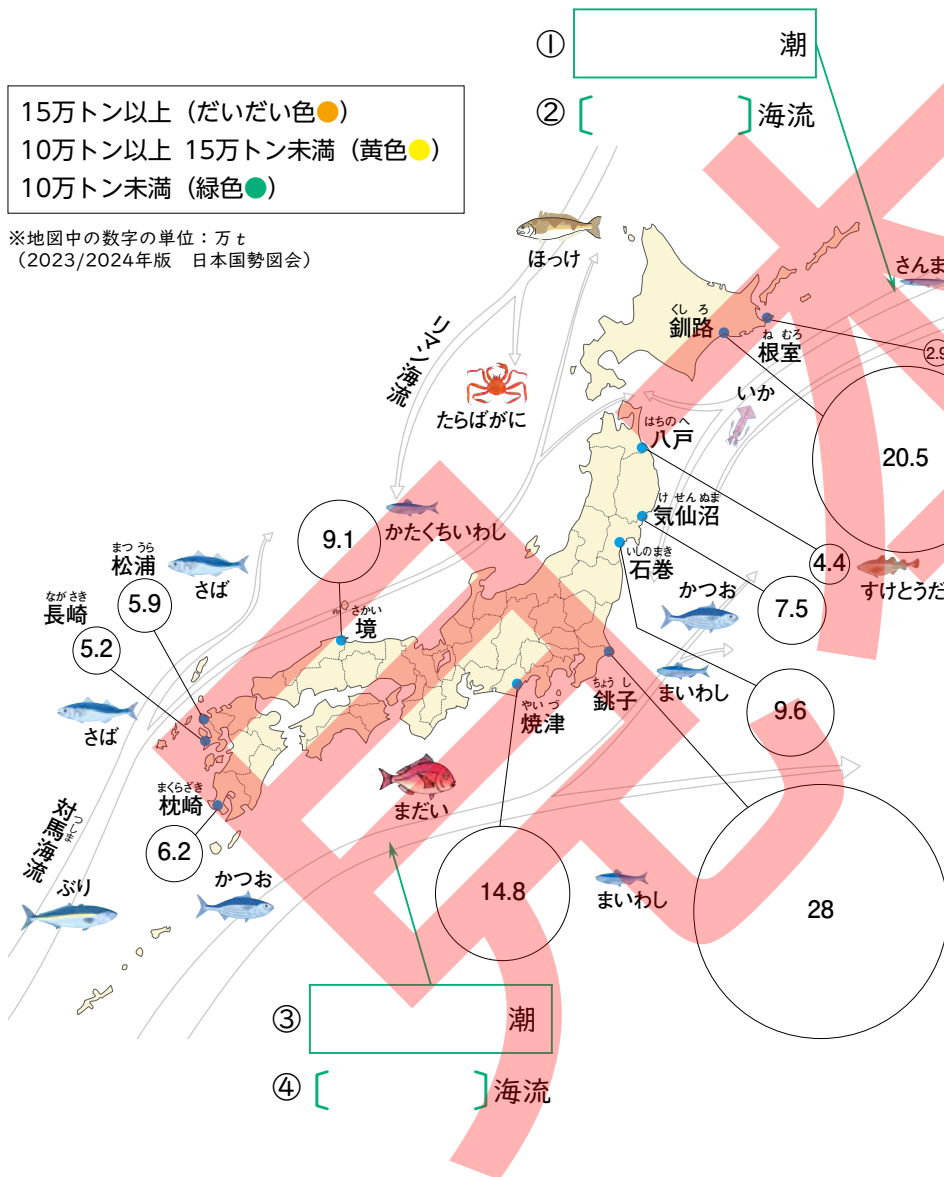 ① 潮
② [ ]海流
15万トン以上（だいだい色●）
10万トン以上 15万トン未満（黄色●）
10万トン未満（緑色●）
※地図中の数字の単位：万t
（2023/2024年版　日本国勢図会）
ほっけ
さんま
リマン海流
くしろ
釧路
ねむろ
根室
2.9
たらばがに
いか
はちのへ
八戸
20.5
かたくちいわし
9.1
けせんぬま
気仙沼
いしのまき
石巻
4.4
すけとうだ
まつうら
松浦
さば
5.9
ながさき
長崎
5.2
さかい
境
かつお
7.5
まいわし
ちょうし
銚子
やいづ
焼津
9.6
さば
まだい
まくらざき
枕崎
6.2
つしま
対馬海流
ぶり
かつお
14.8
まいわし
28
③ 潮
④ [ ]海流